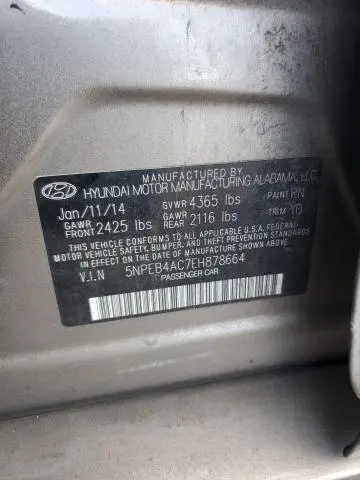 MANUFACTURED BY
HYUNDAI MOTOR MANUFACTURING ALABAMA, LLC
Jan/11/14 GVWR 4365 lbs PAINT RN
GAWR FRONT 2425 lbs GAWR REAR 2116 lbs TRIM YD
THIS VEHICLE CONFORMS TO ALL APPLICABLE FEDERAL
MOTOR VEHICLE SAFETY, BUMPER, AND THEFT PREVENTION STANDARDS
IN EFFECT ON THE DATE OF MANUFACTURE SHOWN ABOVE.
V.I.N 5NPEB4AC7EH878664
PASSENGER CAR